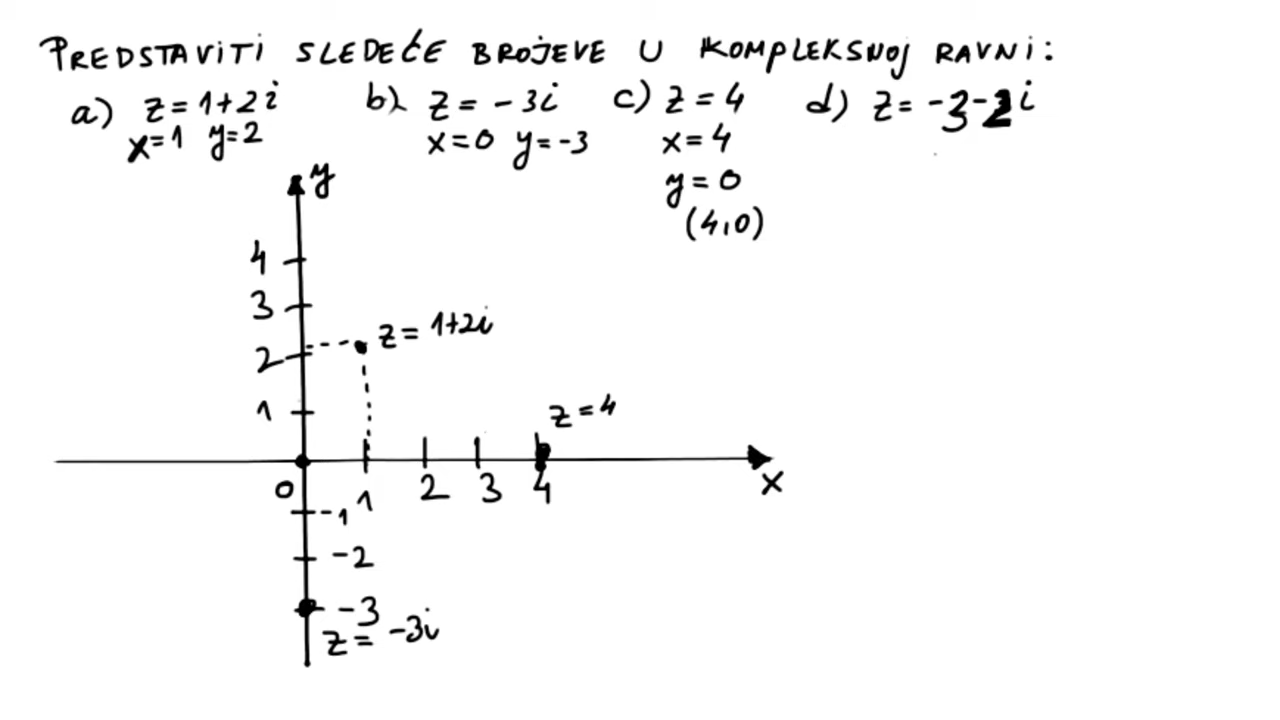 PREDSTAVITI SLEDEĆE BROJEVE U KOMPLEKSNOJ RAVNI:
a) z = 1+2i b) z = -3i c) z = 4 d) z = -3-2i
x=1 y=2 x=0 y=-3 x=4
y=0
(4,0)
y
4
3
z = 1+2i
2
z = 4
1
0 1 2 3 4 x
-1
-2
-3
z = -3i